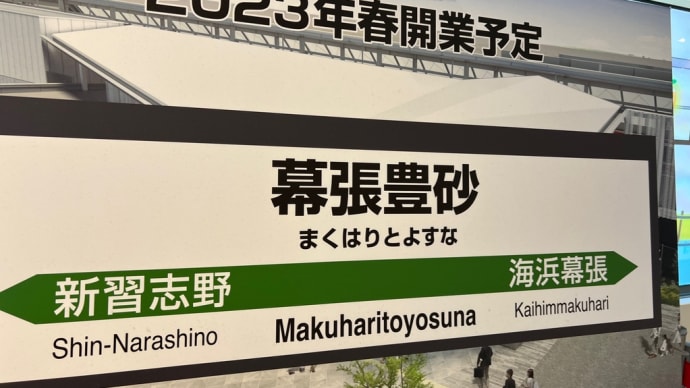 2023年春開業予定
幕張豊砂
まくはりとよすな
新習志野
海浜幕張
Shin-Narashino
Makuharitoyosuna
Kaihimmakuhari